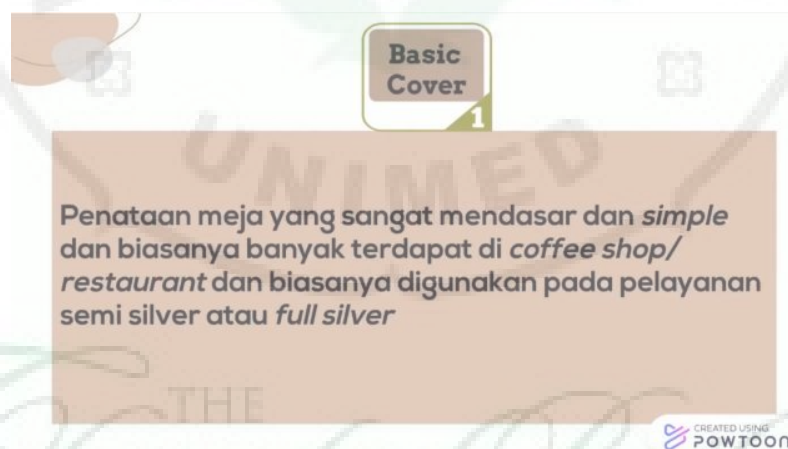 Basic
Cover
1
UNIMED
Penataan meja yang sangat mendasar dan simple
dan biasanya banyak terdapat di coffee shop/
restaurant dan biasanya digunakan pada pelayanan
semi silver atau full silver
THE
CREATED USING
POWTOON